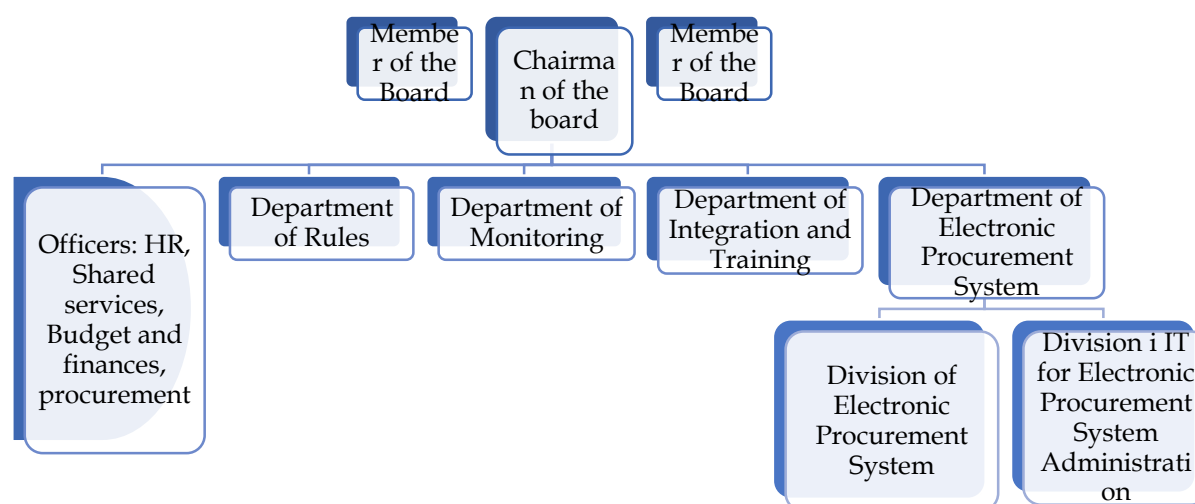 Membe
r of the
Board
Chairma
n of the
board
Membe
r of the
Board
Officers: HR,
Shared
services,
Budget and
finances,
procurement
Department
of Rules
Department of
Monitoring
Department of
Integration and
Training
Department of
Electronic
Procurement
System
Division of
Electronic
Procurement
System
Division i IT
for Electronic
Procurement
System
Administrati
on